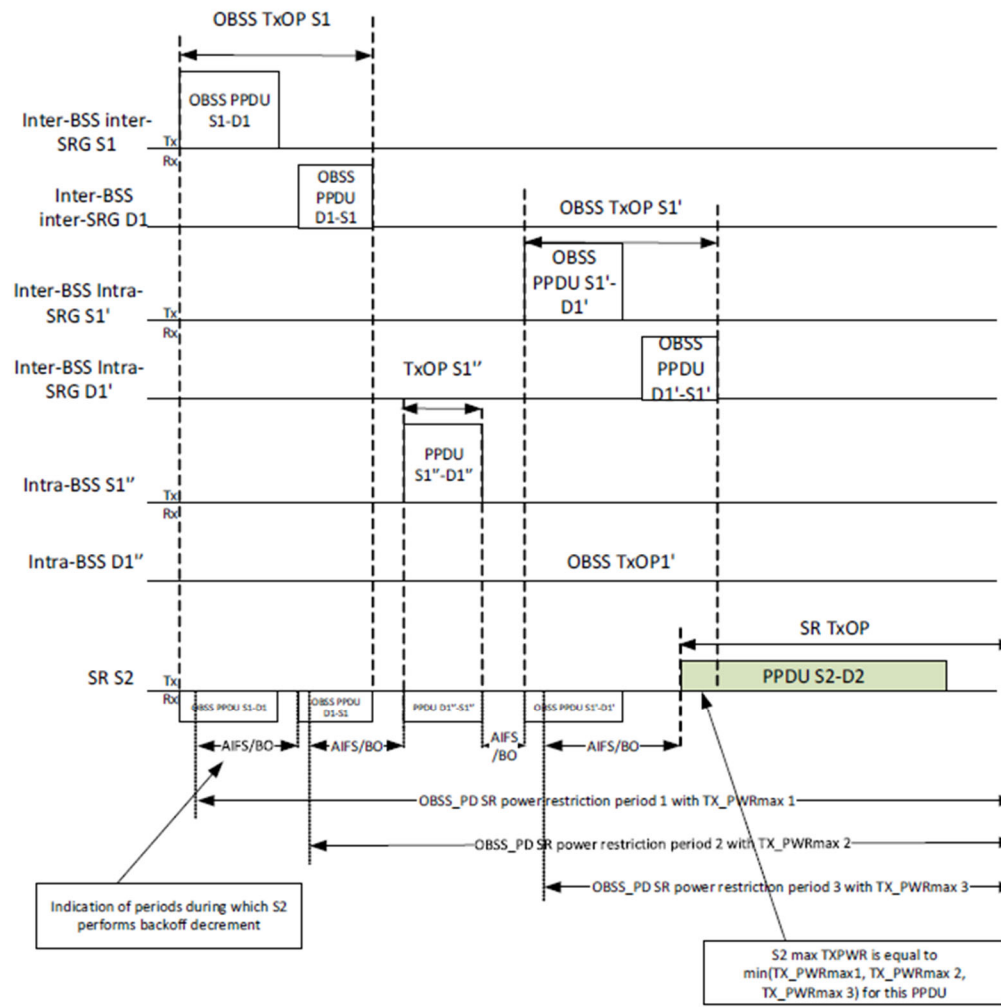 OBSS TxOP S1
OBSS PPDU
S1-D1
Inter-BSS inter-
SRG S1
Tx
Rx
OBSS
PPDU
D1-S1
Inter-BSS
inter-SRG D1
OBSS TxOP S1'
OBSS
PPDU S1'-
D1'
Inter-BSS Intra-
SRG S1'
Tx
Rx
OBSS
PPDU
D1'-S1'
Inter-BSS Intra-
SRG D1'
TxOP S1''
PPDU
S1''-D1''
Intra-BSS S1''
Tx
Rx
Intra-BSS D1''
OBSS TxOP1'
SR TxOP
SR S2
Tx
Rx
PPDU S2-D2
OBSS PPDU S1-D1
OBSS PPDU
D1-S1
PPDU D1''-S1''
OBSS PPDU S1'-D1'
AIFS/BO
AIFS/BO
AIFS
/BO
AIFS/BO
OBSS_PD SR power restriction period 1 with TX_PWRmax 1
OBSS_PD SR power restriction period 2 with TX_PWRmax 2
OBSS_PD SR power restriction period 3 with TX_PWRmax 3
Indication of periods during which S2
performs backoff decrement
S2 max TXPWR is equal to
min(TX_PWRmax1, TX_PWRmax 2,
TX_PWRmax 3) for this PPDU